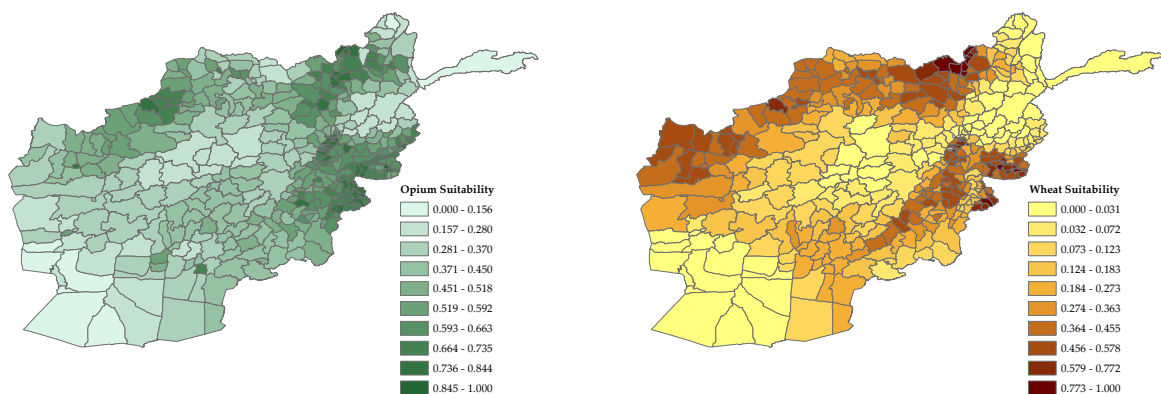 Opium Suitability
0.000 - 0.156
0.157 - 0.280
0.281 - 0.370
0.371 - 0.450
0.451 - 0.518
0.519 - 0.592
0.593 - 0.663
0.664 - 0.735
0.736 - 0.844
0.845 - 1.000
Wheat Suitability
0.000 - 0.031
0.032 - 0.072
0.073 - 0.123
0.124 - 0.183
0.184 - 0.273
0.274 - 0.363
0.364 - 0.455
0.456 - 0.578
0.579 - 0.772
0.773 - 1.000